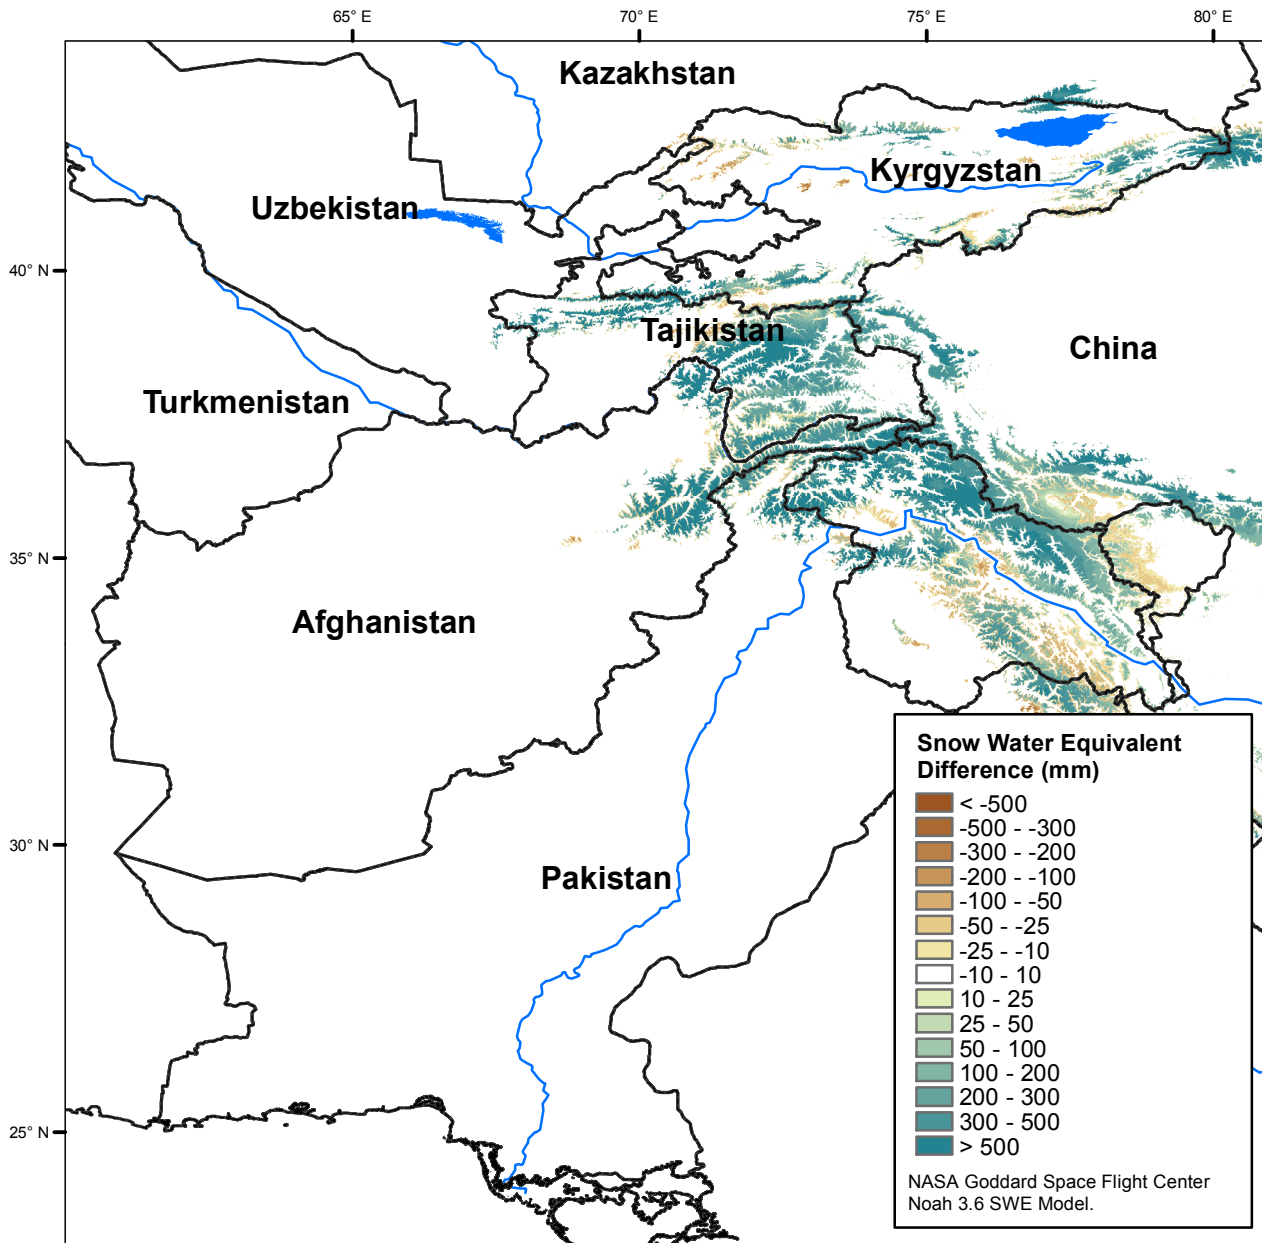 65° E
70° E
75° E
80° E
Kazakhstan
Kyrgyzstan
Uzbekistan
40° N
Tajikistan
China
Turkmenistan
35° N
Afghanistan
30° N
Pakistan
25° N
Snow Water Equivalent
Difference (mm)
< -500
-500 - -300
-300 - -200
-200 - -100
-100 - -50
-50 - -25
-25 - -10
-10 - 10
10 - 25
25 - 50
50 - 100
100 - 200
200 - 300
300 - 500
> 500
NASA Goddard Space Flight Center
Noah 3.6 SWE Model.